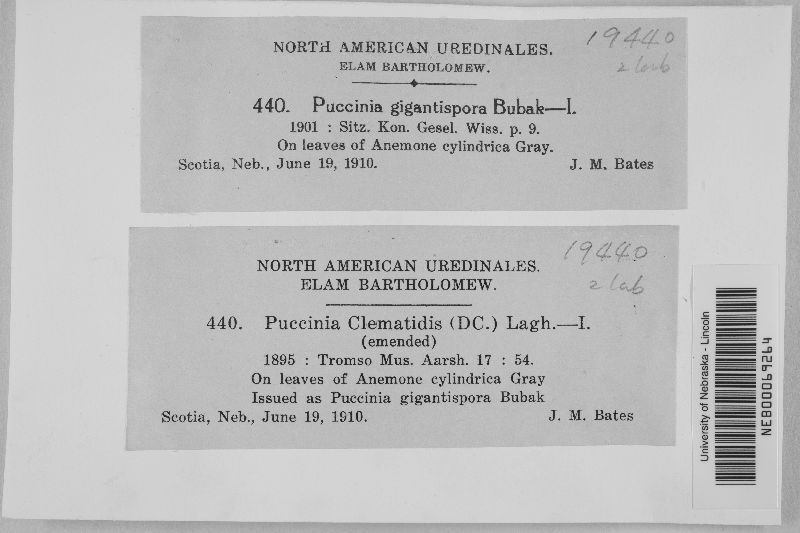 NORTH AMERICAN UREDINALES.
ELAM BARTHOLOMEW.
19440
2 lab
440. Puccinia gigantispora Bubak—I.
1901 : Sitz. Kon. Gesel. Wiss. p. 9.
On leaves of Anemone cylindrica Gray.
Scotia, Neb., June 19, 1910. J. M. Bates
NORTH AMERICAN UREDINALES.
ELAM BARTHOLOMEW.
19440
2 lab
440. Puccinia Clematidis (DC.) Lagh.—I.
(emended)
1895 : Tromso Mus. Aarsh. 17 : 54.
On leaves of Anemone cylindrica Gray
Issued as Puccinia gigantispora Bubak
Scotia, Neb., June 19, 1910. J. M. Bates
University of Nebraska - Lincoln
NEB00069264